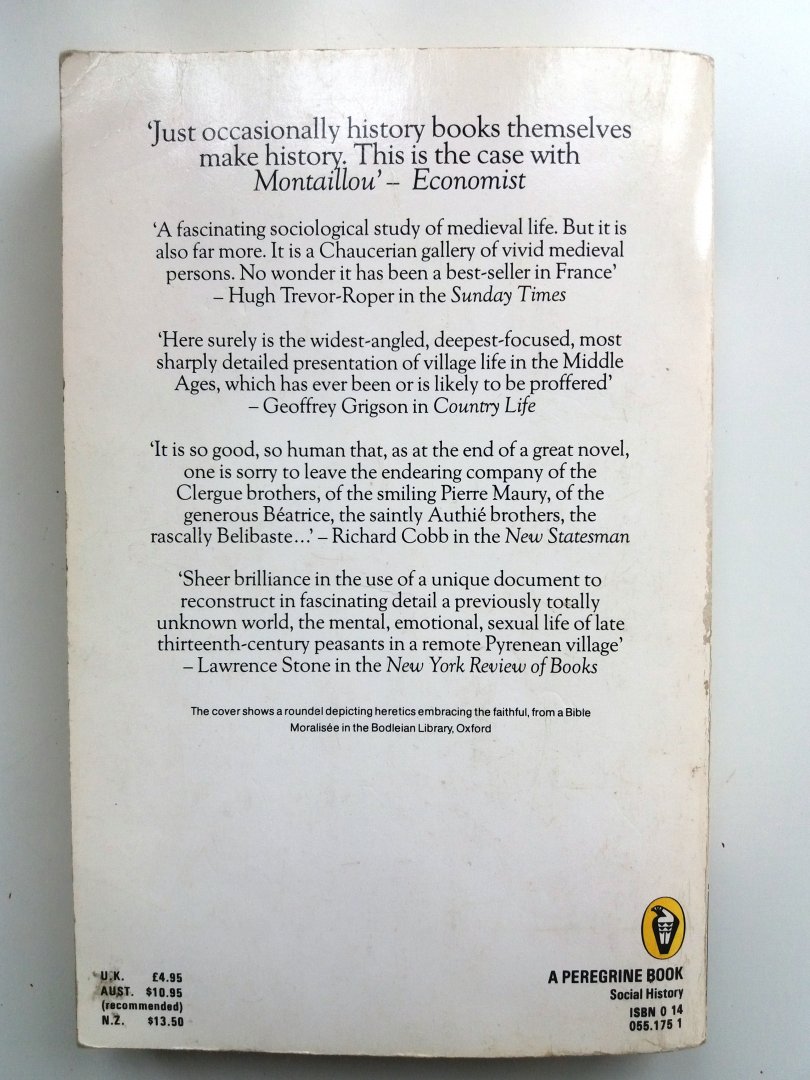 ‘Just occasionally history books themselves
make history. This is the case with
Montaillou’ – Economist
‘A fascinating sociological study of medieval life. But it is
also far more. It is a Chaucerian gallery of vivid medieval
persons. No wonder it has been a best-seller in France’
– Hugh Trevor-Roper in the Sunday Times
‘Here surely is the widest-angled, deepest-focused, most
sharply detailed presentation of village life in the Middle
Ages, which has ever been or is likely to be proffered’
– Geoffrey Grigson in Country Life
‘It is so good, so human that, as at the end of a great novel,
one is sorry to leave the endearing company of the
Clergue brothers, of the smiling Pierre Maury, of the
generous Béatrice, the saintly Authié brothers, the
rascally Belibaste...’ – Richard Cobb in the New Statesman
‘Sheer brilliance in the use of a unique document to
reconstruct in fascinating detail a previously totally
unknown world, the mental, emotional, sexual life of late
thirteenth-century peasants in a remote Pyrenean village’
– Lawrence Stone in the New York Review of Books
The cover shows a roundel depicting heretics embracing the faithful, from a Bible
Moralisée in the Bodleian Library, Oxford
U.K. £4.95
AUST. $10.95
(recommended)
N.Z. $13.50
A PEREGRINE BOOK
Social History
ISBN 0 14
055.175 1